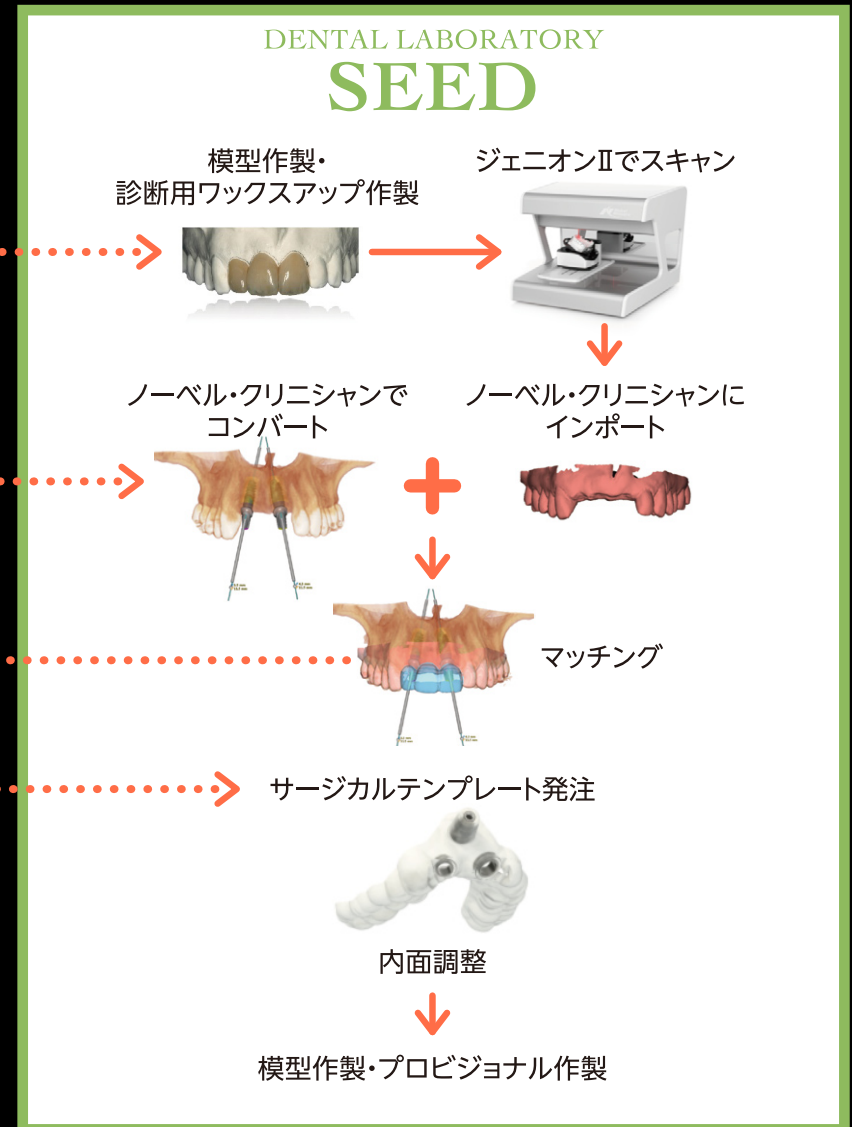 DENTAL LABORATORY
SEED
模型作製・
診断用ワックスアップ作製
ジェニオンⅡでスキャン
ノーベル・クリニシャンで
コンバート
ノーベル・クリニシャンに
インポート
マッチング
サージカルテンプレート発注
内面調整
模型作製・プロビジョナル作製